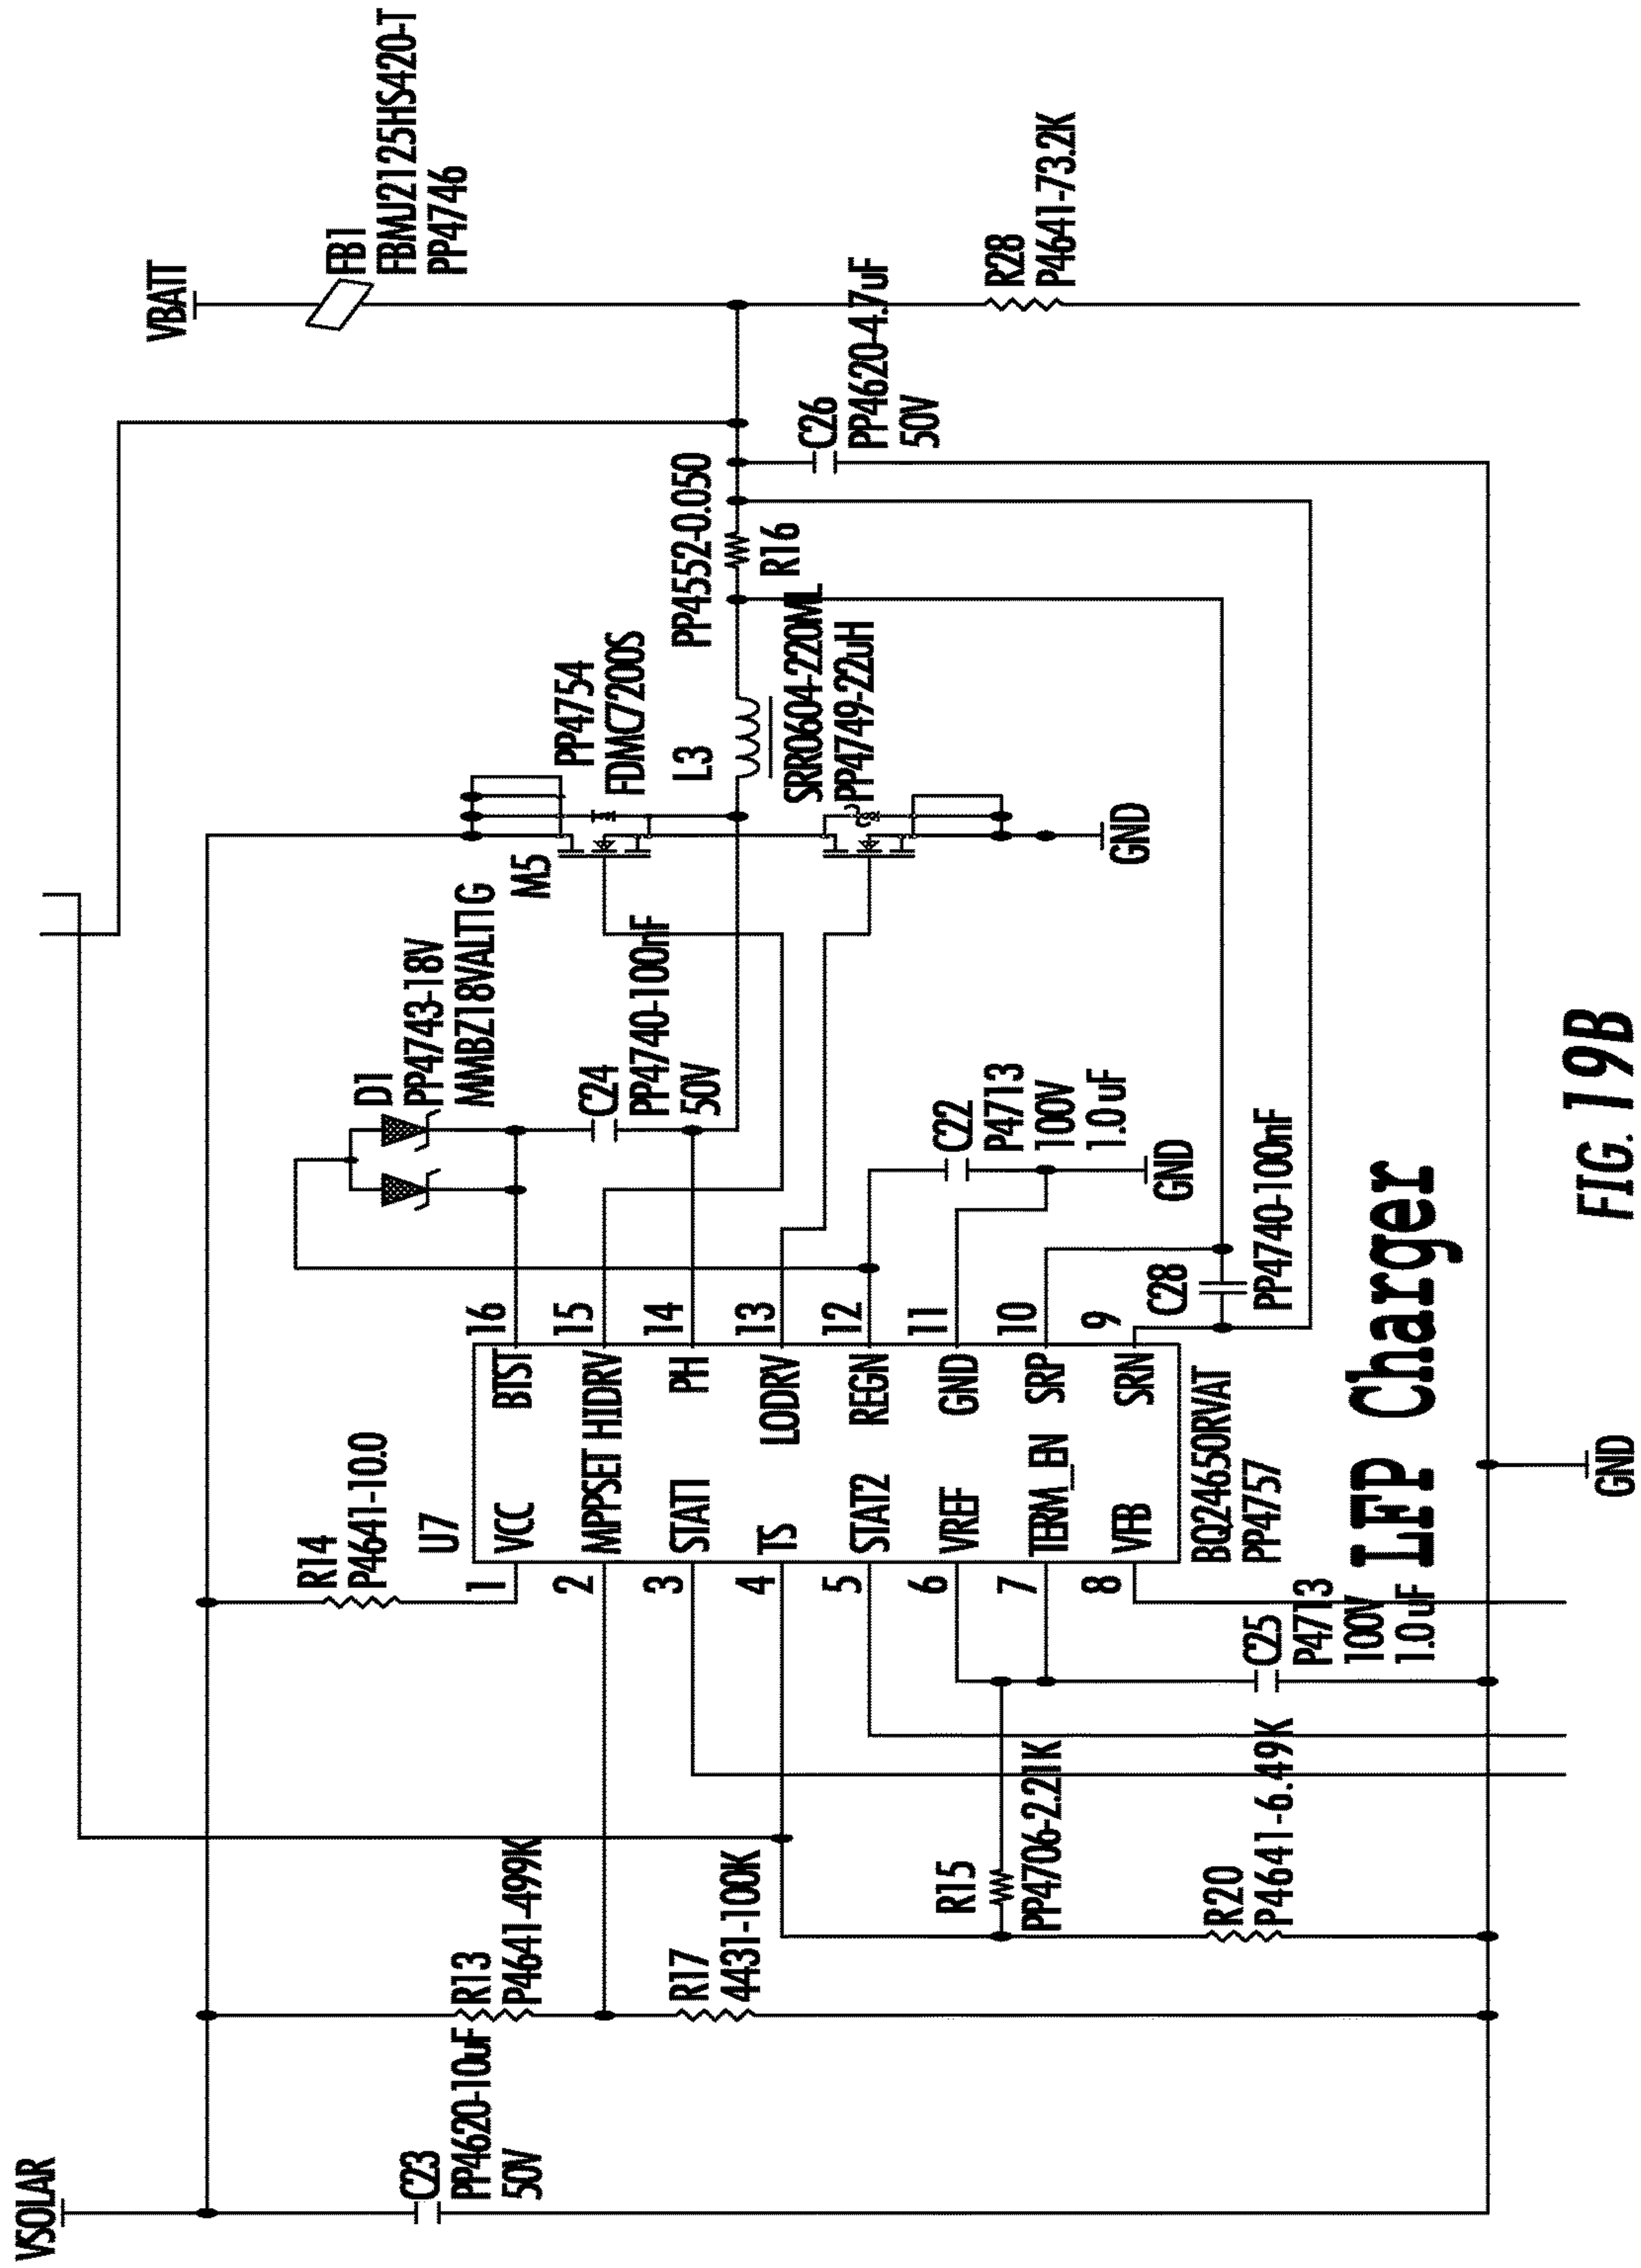 VSOLAR
C23
PP4620-10uF
50V
R13
P4641-499K
R17
4431-100K
R14
P4641-10.0
R15
PP4706-2.21K
R20
P4641-6.49K
C25
P4713
100V
1.0uF
U7
1
VCC
BTST
16
2
MPPSET
HIDRV
15
3
STAT1
PH
14
4
TS
LODRV
13
5
STAT2
REGN
12
6
VREF
GND
11
7
TERM_EN
SRP
10
8
VFB
SRN
9
BQ24650RVAT
PP4757
D1
PP4743-18V
MMBZ18VALT1G
C24
PP4740-100nF
50V
C22
P4713
100V
1.0uF
GND
C28
PP4740-100nF
M5
PP4754
FDMC7200S
L3
SRR0604-220ML
PP4749-22uH
GND
PP4552-0.050
R16
C26
PP4620-4.7uF
50V
VBATT
FB1
FBMJ2125HS420-T
PP4746
R28
P4641-73.2K
LFP Charger
GND
FIG. 19B